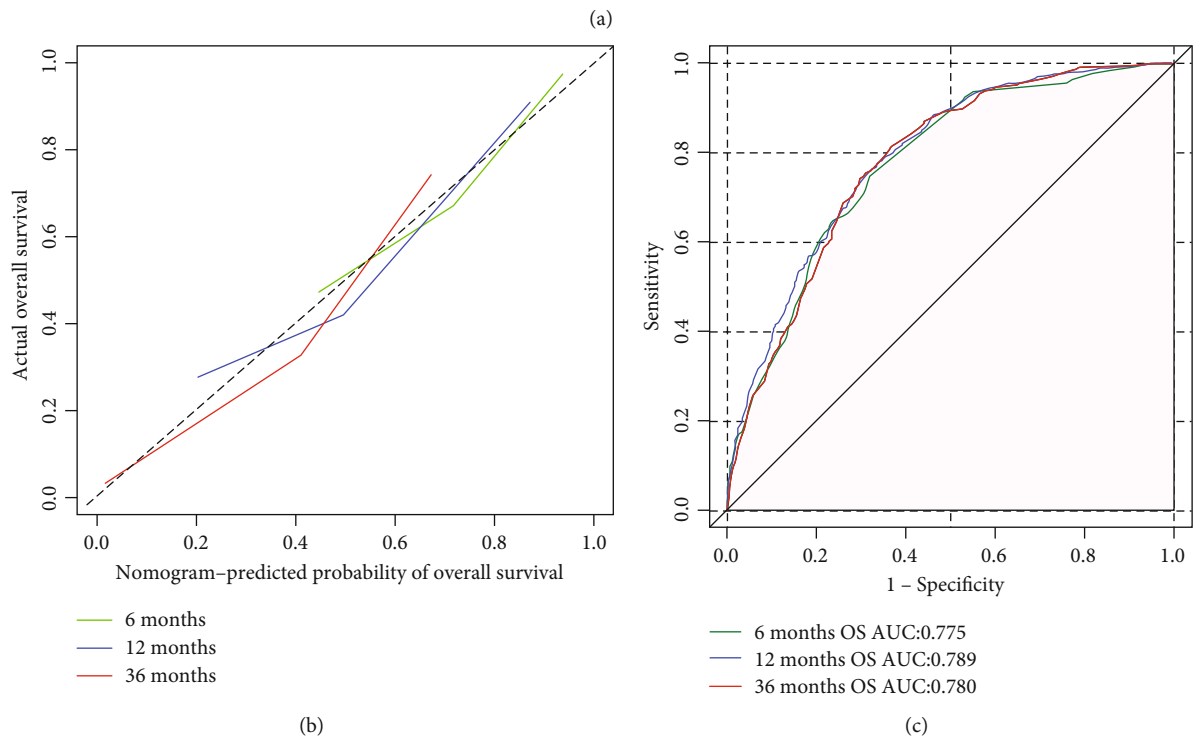 (a)
1.0
0.8
0.6
0.4
0.2
0.0
Actual overall survival
0.0 0.2 0.4 0.6 0.8 1.0
Nomogram–predicted probability of overall survival
6 months
12 months
36 months
(b)
1.0
0.8
0.6
0.4
0.2
0.0
Sensitivity
0.0 0.2 0.4 0.6 0.8 1.0
1 – Specificity
6 months OS AUC:0.775
12 months OS AUC:0.789
36 months OS AUC:0.780
(c)